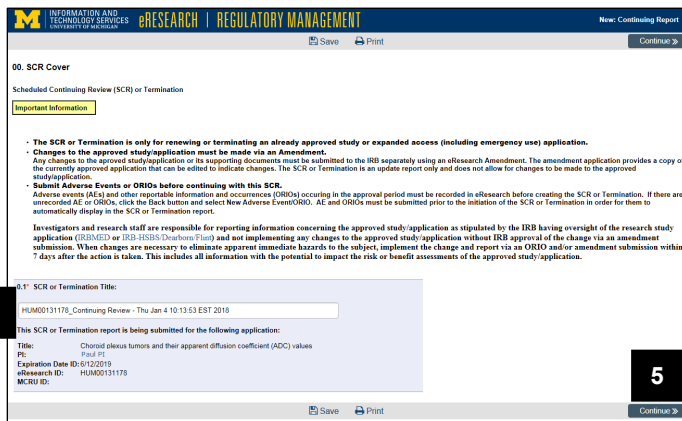 INFORMATION AND
TECHNOLOGY SERVICES
UNIVERSITY OF MICHIGAN
eRESEARCH | REGULATORY MANAGEMENT
New: Continuing Report
Save Print Continue »
00. SCR Cover
Scheduled Continuing Review (SCR) or Termination
Important Information
• The SCR or Termination is only for renewing or terminating an already approved study or expanded access (including emergency use) application.
• Changes to the approved study/application must be made via an Amendment.
Any changes to the aproved study/application or its supporting documents must be submitted to the IRB separately using an eResearch Amendment. The amendment application provides a copy of
the currently approved application that can be edited to indicate changes. The SCR or Termination is an update report only and does not allow for changes to be made to the approved
study/application.
• Submit Adverse Events or ORIOs before continuing with this SCR.
Adverse events (AEs) and other reportable information and occurrences (ORIOs) occuring in the approval period must be recorded in eResearch before creating the SCR or Termination. If there are
unrecorded AE or ORIOs, click the Back button and select New Adverse Event/ORIO. AE and ORIOs must be submitted prior to the initiation of the SCR or Termination in order for them to
automatically display in the SCR or Termination report.
Investigators and research staff are responsible for reporting information concerning the approved study/application as stipulated by the IRB having oversight of the research study
application (IRBMED or IRB-HSBS/Dearborn/Flint) and not implementing any changes to the approved study/application without IRB approval of the change via an amendment
submission. When changes are necessary to eliminate apparent immediate hazards to the subject, implement the change and report via an ORIO and/or amendment submission within
7 days after the action is taken. This includes all information with the potential to impact the risk or benefit assessments of the approved study/application.
0.1* SCR or Termination Title:
HUM00131178_Continuing Review - Thu Jan 4 10:13:53 EST 2018
This SCR or Termination report is being submitted for the following application:
Title: Choroid plexus tumors and their apparent diffusion coefficient (ADC) values
PI: Paul PI
Expiration Date ID: 6/12/2019
eResearch ID: HUM00131178
MCRU ID:
5
Save Print Continue »